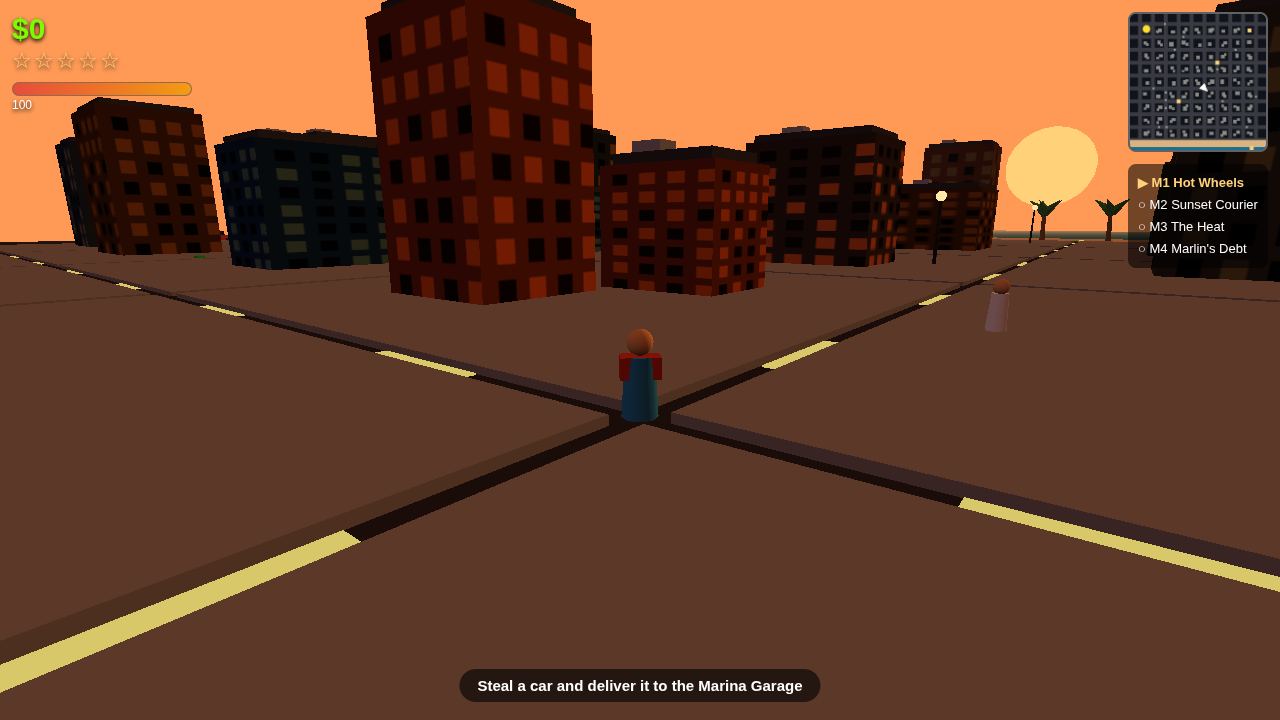 $0
☆☆☆☆☆
100
▶ M1 Hot Wheels
○ M2 Sunset Courier
○ M3 The Heat
○ M4 Marlin's Debt
Steal a car and deliver it to the Marina Garage